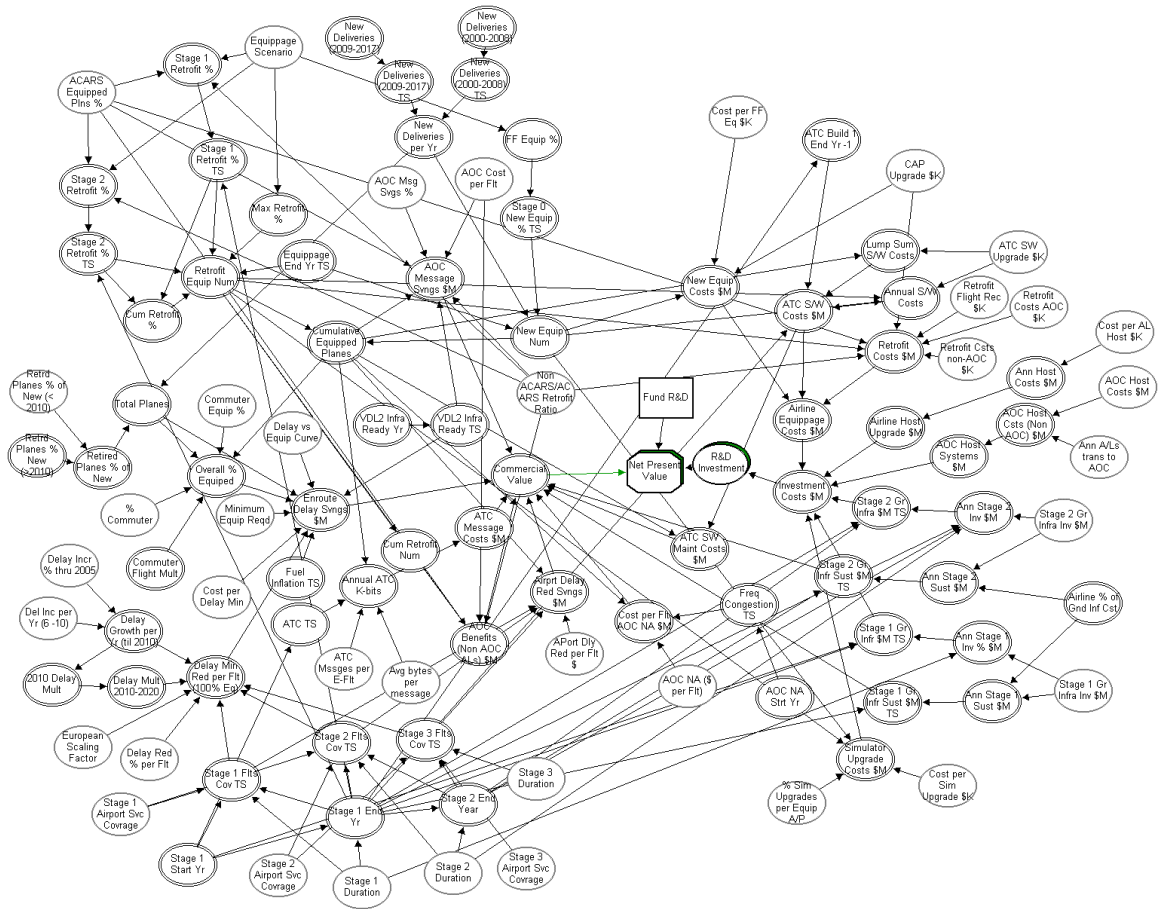 New
Deliveries
(2009-2017)
New
Deliveries
(2000-2008)
Equippage
Scenario
Stage 1
Retrofit %
New
Deliveries
(2009-2017)
TS
New
Deliveries
(2000-2008)
TS
ACARS
Equipped
Plns %
Cost per FF
Eq $K
New
Deliveries
per Yr
FF Equip %
ATC Build 1
End Yr -1
Stage 1
Retrofit %
TS
CAP
Upgrade $K
Stage 2
Retrofit %
AOC Msg
Svgs %
AOC Cost
per Flt
Max Retrofit
%
Stage 0
New Equip
% TS
Stage 2
Retrofit %
TS
Equippage
End Yr TS
Lump Sum
S/W Costs
ATC SW
Upgrade $K
Retrofit
Equip Num
AOC
Message
Svngs $M
New Equip
Costs $M
ATC S/W
Costs $M
Annual S/W
Costs
Retrofit
Flight Rec
$K
Retrofit
Costs AOC
$K
Cum Retrofit
%
Cumulative
Equipped
Planes
New Equip
Num
Retrofit
Costs $M
Retrofit Csts
non-AOC
$K
Cost per AL
Host $K
Retrd
Planes % of
New (<
2010)
Total Planes
Commuter
Equip %
Non
ACARS/AC
ARS Retrofit
Ratio
Fund R&D
Ann Host
Costs $M
AOC Host
Costs $M
Delay vs
Equip Curve
VDL2 Infra
Ready Yr
VDL2 Infra
Ready TS
Airline
Equippage
Costs $M
Airline Host
Upgrade $M
AOC Host
Csts (Non
AOC) $M
Retrd
Planes %
New
(>2010)
Retired
Planes % of
New
Overall %
Equiped
Commercial
Value
Net Present
Value
R&D
Investment
AOC Host
Systems $M
Ann A/Ls
trans to
AOC
%
Commuter
Minimum
Equip Reqd
Enroute
Delay Svngs
$M
Investment
Costs $M
Stage 2 Gr
Infra $M TS
Ann Stage 2
Inv $M
Stage 2 Gr
Infra Inv $M
Commuter
Flight Mult
ATC
Message
Costs $M
Cum Retrofit
Num
ATC SW
Maint Costs
$M
Delay Incr
% thru 2005
Fuel
Inflation TS
Annual ATC
K-bits
Airprt Delay
Red Svngs
$M
Stage 2 Gr
Infr Sust $M
TS
Ann Stage 2
Sust $M
Cost per
Delay Min
Airline % of
Gnd Inf Cst
Del Inc per
Yr (6 -10)
Delay
Growth per
Yr (til 2010)
ATC TS
Cost per Flt
AOC NA $M
Freq
Congestion
TS
Stage 1 Gr
Infr $M TS
Ann Stage 1
Inv % $M
AOC
Benefits
(Non AOC
ALs) $M
2010 Delay
Mult
Delay Mult
2010-2020
Delay Min
Red per Flt
(100% Eq)
ATC
Mssges per
E-Flt
Avg bytes
per
message
APort Dly
Red per Flt
$
AOC NA ($
per Flt)
AOC NA
Strt Yr
Stage 1 Gr
Infr Sust $M
TS
Ann Stage 1
Sust $M
Stage 1 Gr
Infra Inv $M
European
Scaling
Factor
Delay Red
% per Flt
Stage 2 Flts
Cov TS
Stage 3 Flts
Cov TS
Simulator
Upgrade
Costs $M
Stage 1 Flts
Cov TS
Stage 3
Duration
Stage 1
Airport Svc
Covrage
Stage 1 End
Yr
Stage 2 End
Year
% Sim
Upgrades
per Equip
A/P
Cost per
Sim
Upgrade $K
Stage 1
Start Yr
Stage 2
Airport Svc
Covrage
Stage 1
Duration
Stage 2
Duration
Stage 3
Airport Svc
Covrage